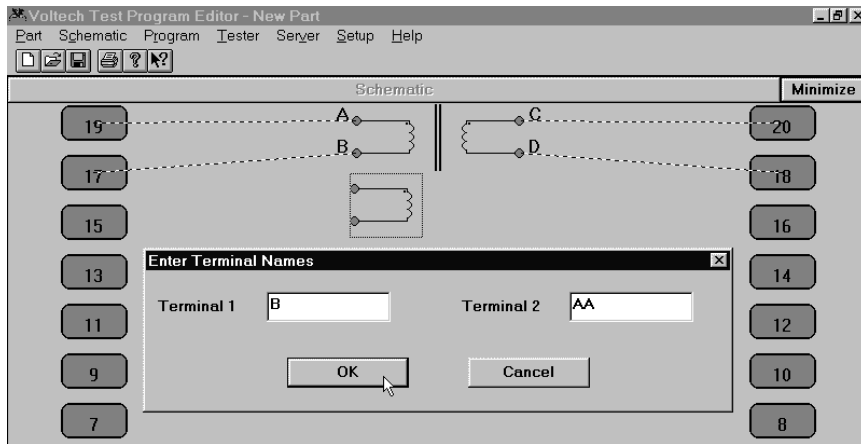 Voltech Test Program Editor - New Part
Part Schematic Program Tester Server Setup Help
Schematic Minimize
19 A C 20
17 B D 18
15 16
Enter Terminal Names
13 14
Terminal 1 B Terminal 2 AA
11 12
OK Cancel
9 10
7 8